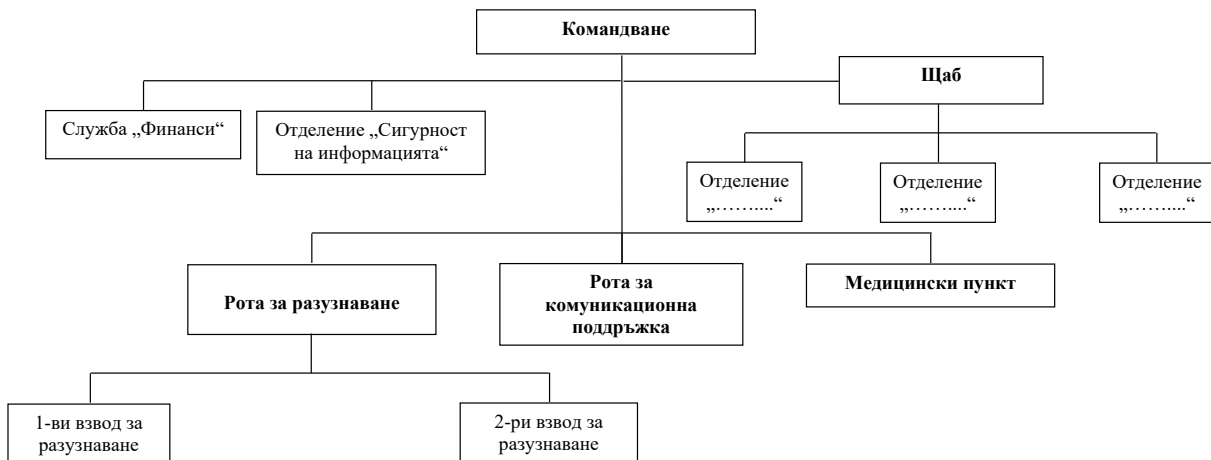 Командване
Щаб
Служба „Финанси“
Отделение „Сигурност
на информацията“
Отделение
„……....“
Отделение
„……....“
Отделение
„……....“
Рота за разузнаване
Рота за
комуникационна
поддръжка
Медицински пункт
1-ви взвод за
разузнаване
2-ри взвод за
разузнаване